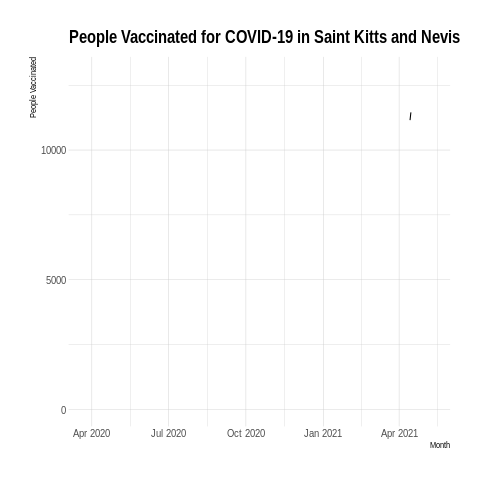 People Vaccinated for COVID-19 in Saint Kitts and Nevis
People Vaccinated
10000
5000
0
Apr 2020
Jul 2020
Oct 2020
Jan 2021
Apr 2021
Month